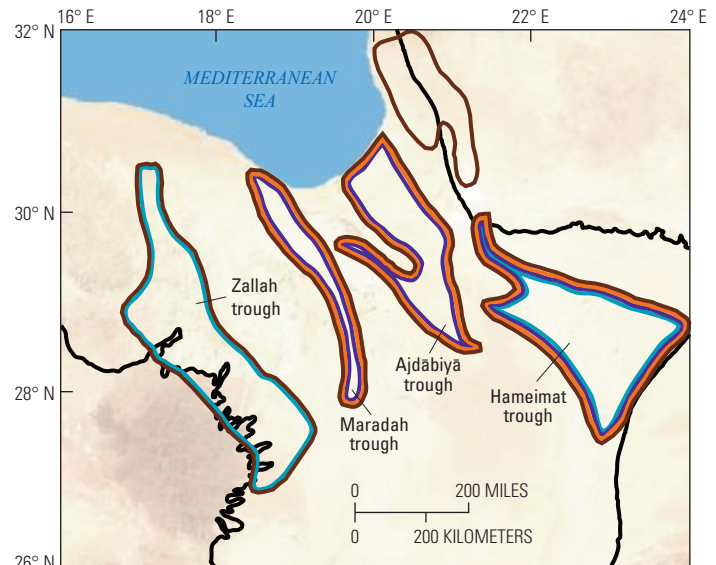 16° E
18° E
20° E
22° E
24° E
32° N
MEDITERRANEAN
SEA
30° N
Zallah
trough
Ajdābiyā
trough
28° N
Hameimat
trough
Maradah
trough
0 200 MILES
0 200 KILOMETERS
26° N